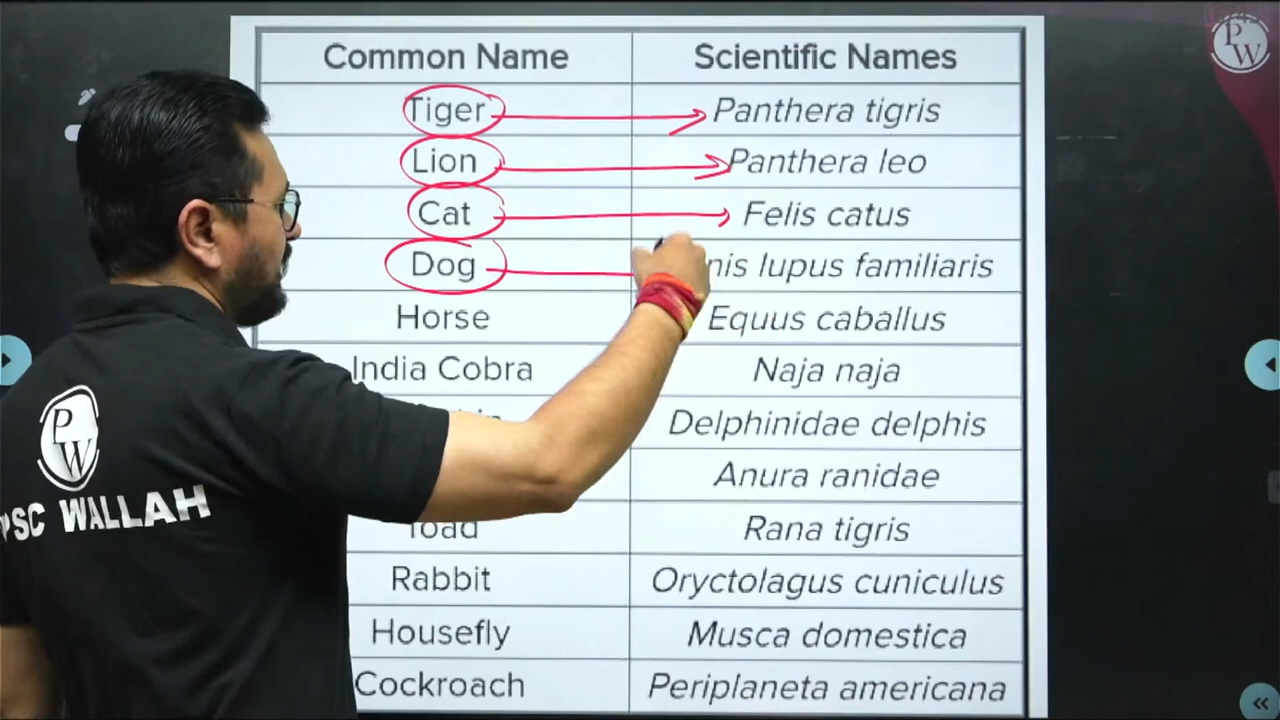 Common Name Scientific Names
Tiger Panthera tigris
Lion Panthera leo
Cat Felis catus
Dog nis lupus familiaris
Horse Equus caballus
India Cobra Naja naja
Delphinidae delphis
Anura ranidae
Toad Rana tigris
Rabbit Oryctolagus cuniculus
Housefly Musca domestica
Cockroach Periplaneta americana
PW
PW
PSC WALLAH